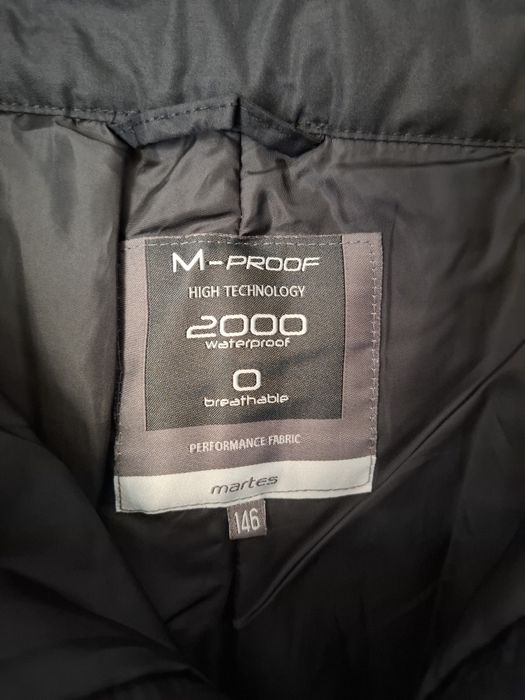 M-PROOF
HIGH TECHNOLOGY
2000
waterproof
0
breathable
PERFORMANCE FABRIC
martes
146